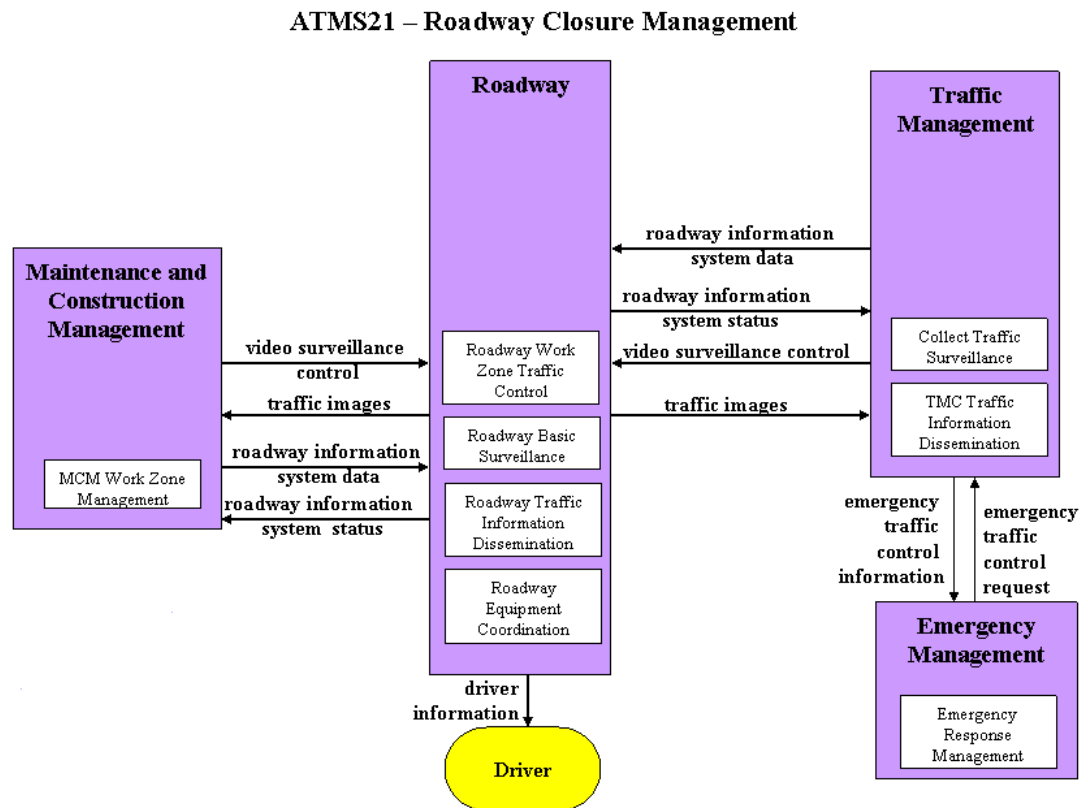 ATMS21 – Roadway Closure Management
Roadway
Traffic
Management
Maintenance and
Construction
Management
roadway information
system data
roadway information
system status
video surveillance control
traffic images
video surveillance
control
traffic images
roadway information
system data
roadway information
system status
MCM Work Zone
Management
Roadway Work
Zone Traffic
Control
Roadway Basic
Surveillance
Roadway Traffic
Information
Dissemination
Roadway
Equipment
Coordination
Collect Traffic
Surveillance
TMC Traffic
Information
Dissemination
emergency
traffic
control
information
emergency
traffic
control
request
Emergency
Management
Emergency
Response
Management
driver
information
Driver